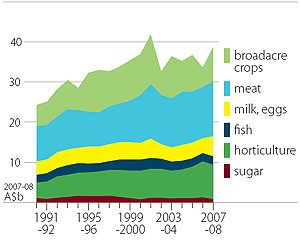 40
30
20
10
2007-08
A$b
broadacre
crops
meat
milk, eggs
fish
horticulture
sugar
1991
-92
1995
-96
1999
-2000
2003
-04
2007
-08